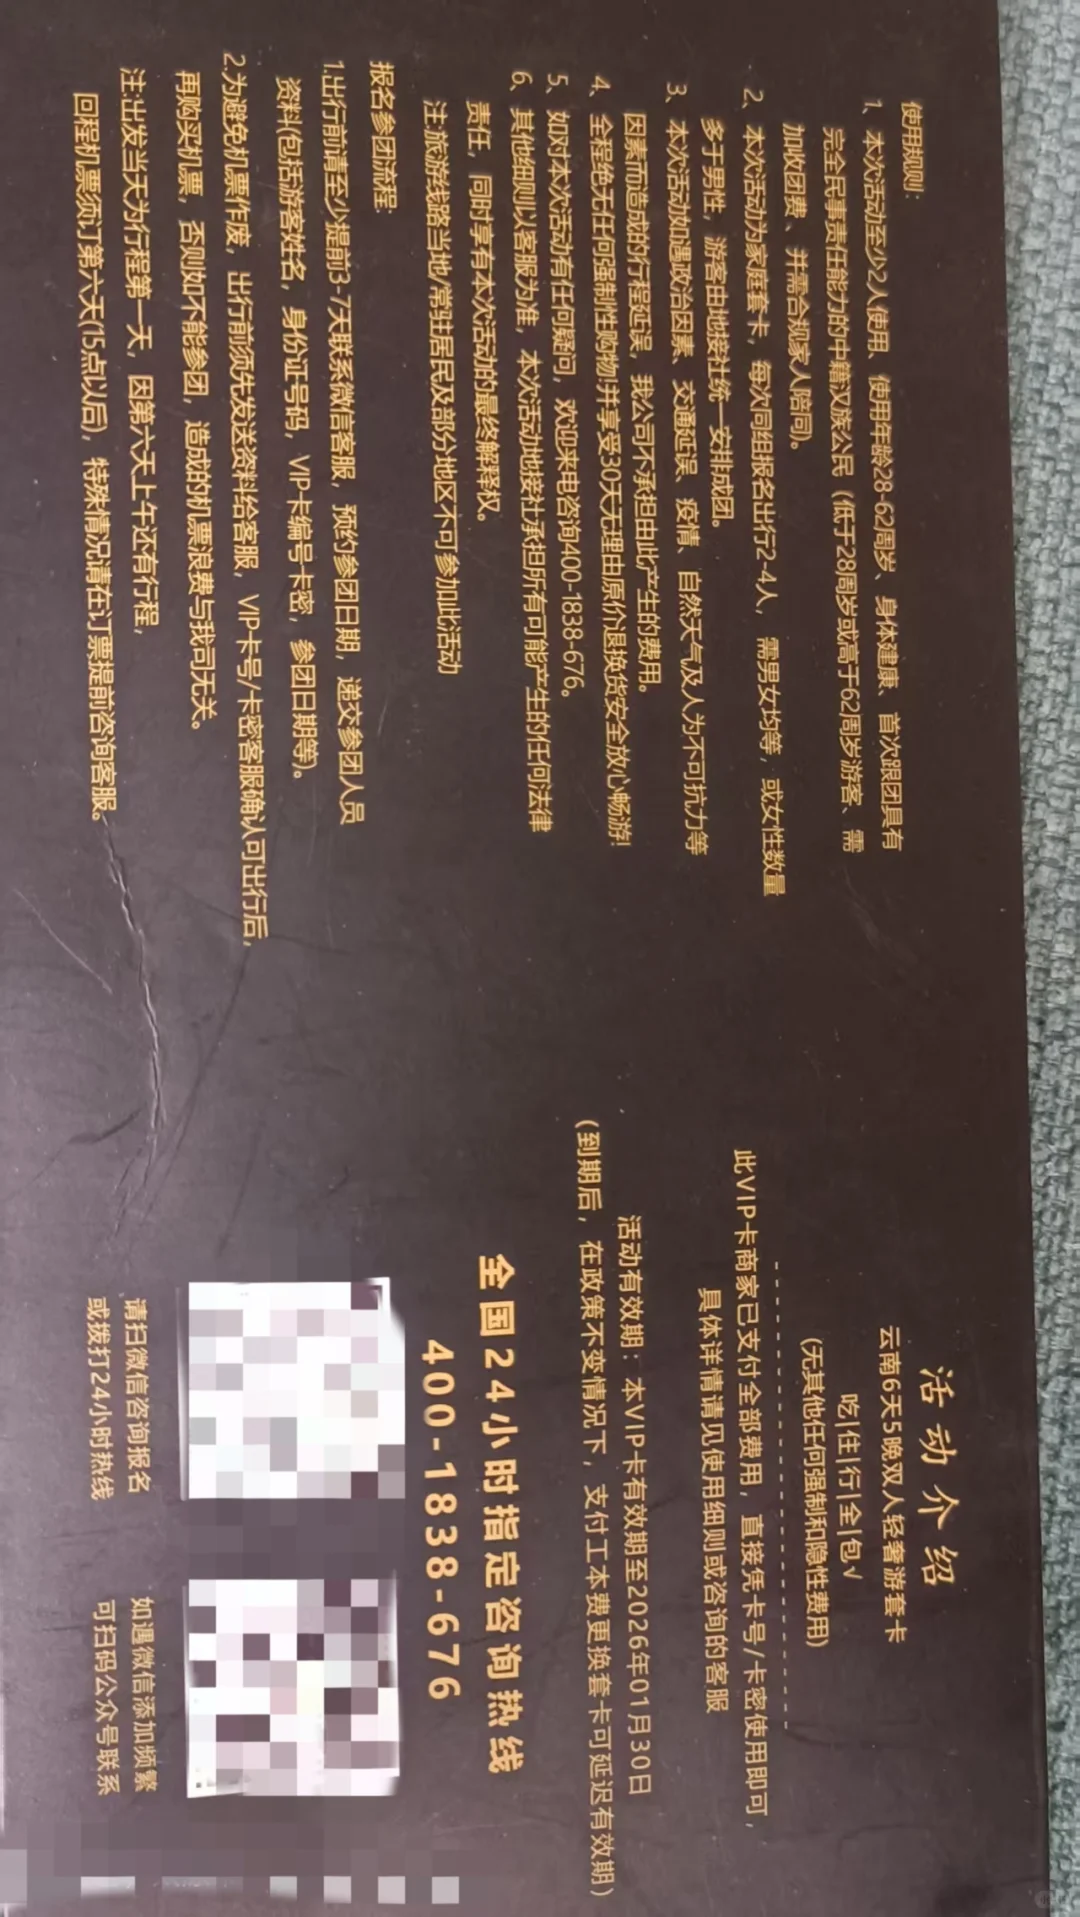 使用规则：
1、本次活动至少2人使用、使用年龄28-62周岁、身体健康、首次跟团具有
完全民事责任能力的中籍汉族公民（低于28周岁或高于62周岁游客、需
加收团费、并需合规家人陪同)。
2、本次活动为家庭套卡，每次同组报名出行2-4人，需男女均等，或女性数量
多于男性，游客由地接社统一安排成团。
3、本次活动如遇政治因素、交通延误、疫情、自然天气及人为不可抗力等
因素而造成的行程延误，我公司不承担由此产生的费用。
4、全程绝无任何强制性购物!并享受30天无理由原价退换货安全放心畅游!
5、如对本次活动有任何疑问，欢迎来电咨询400-1838-676。
6、其他细则以客服为准，本次活动地接社承担所有可能产生的任何法律
责任，同时享有本次活动的最终解释权。
注:旅游线路当地/常驻居民及部分地区不可参加此活动
报名参团流程：
1.出行前请至少提前3-7天联系微信客服，预约参团日期，递交参团人员
资料(包括游客姓名，身份证号码，VIP卡编号卡密，参团日期等)。
2.为避免机票作废，出行前须先发送资料给客服，VIP卡号/卡密客服确认可出行后，
再购买机票，否则如不能参团，造成的机票浪费与我司无关。
注:出发当天为行程第一天，因第六天上午还有行程，
回程机票须订第六天(15点以后)，特殊情况请在订票提前咨询客服。
活动介绍
云南6天5晚双人轻奢游套卡
吃|住|行|全|包√
(无其他任何强制和隐性费用)
此VIP卡商家已支付全部费用，直接凭卡号/卡密使用即可，
具体详情请见使用细则或咨询的客服
活动有效期：本VIP卡有效期至2026年01月30日
(到期后，在政策不变情况下，支付工本费更换套卡可延迟有效期)
全国24小时指定咨询热线
400-1838-676
请扫微信咨询报名
或拨打24小时热线
如遇微信添加频繁
可扫码公众号联系